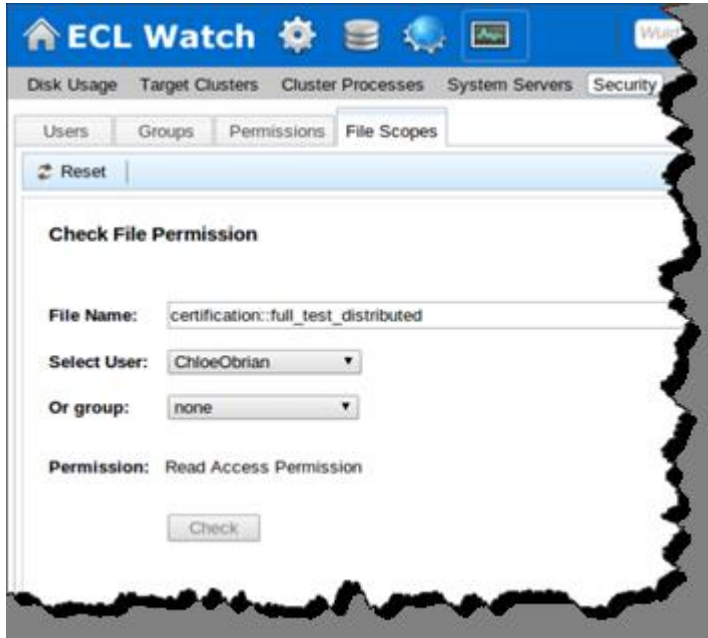 ECL Watch Wuid
Disk Usage Target Clusters Cluster Processes System Servers Security
Users Groups Permissions File Scopes
Reset
Check File Permission
File Name: certification::full_test_distributed
Select User: ChloeObrian
Or group: none
Permission: Read Access Permission
Check